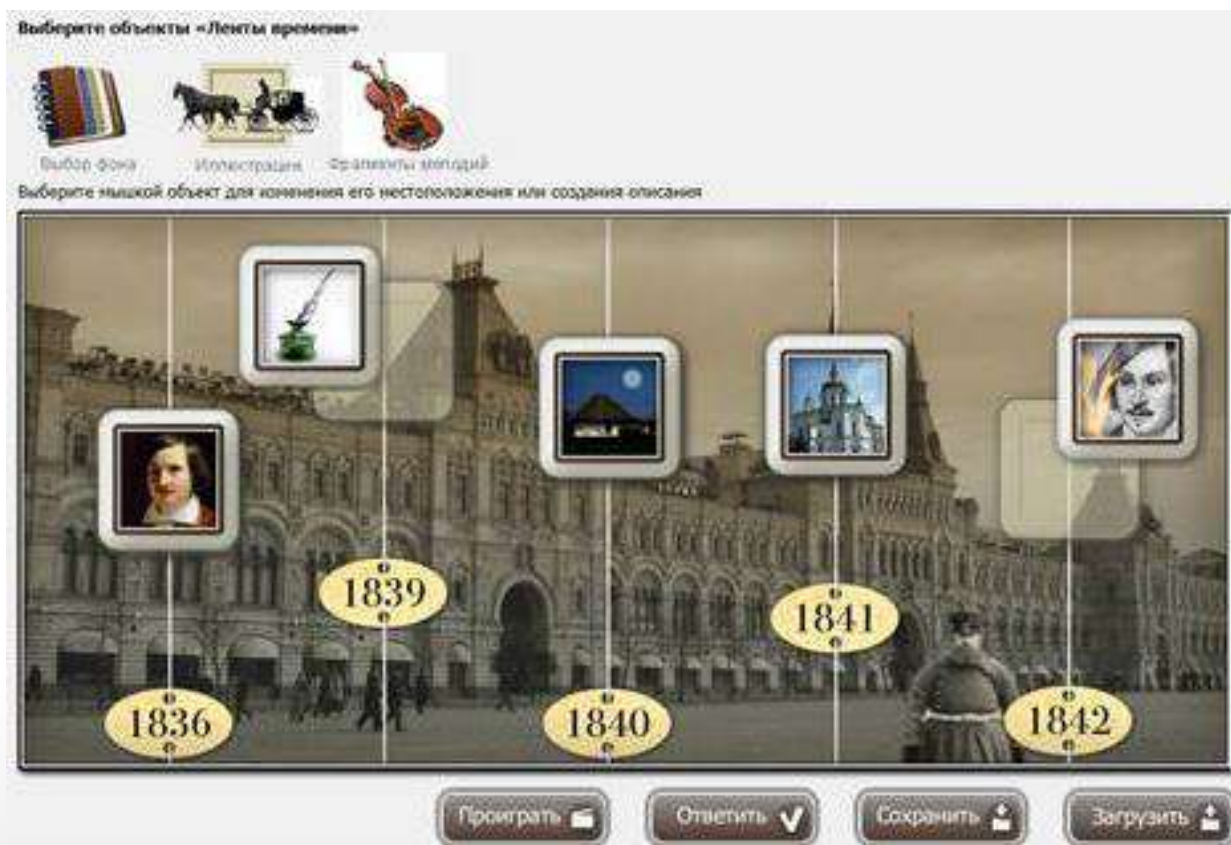 Выберите объекты «Ленты времени»
Выбор фона
Иллюстрации
Фрагменты мелодий
Выберите мышкой объект для изменения его местоположения или создания описания
1839
1841
1836
1840
1842
Проиграть
Ответить
Сохранить
Загрузить